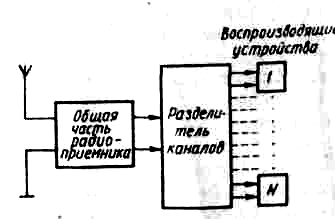 Воспроизводящие
устройства
1
Общая
часть
радио-
приемника
Раздели-
тель
каналов
N